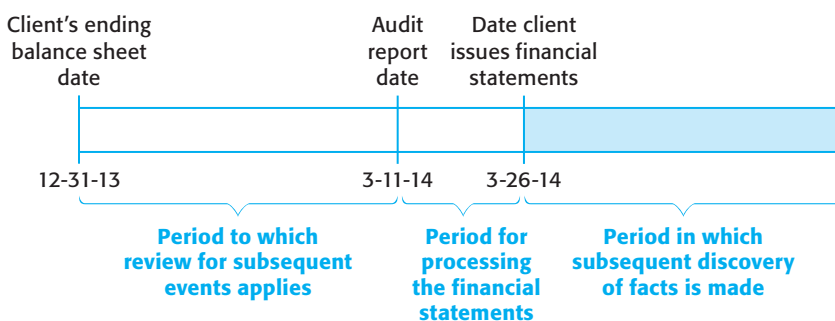 Client's ending
balance sheet
date
Audit
report
date
Date client
issues financial
statements
12-31-13
3-11-14
3-26-14
Period to which
review for subsequent
events applies
Period for
processing
the financial
statements
Period in which
subsequent discovery
of facts is made